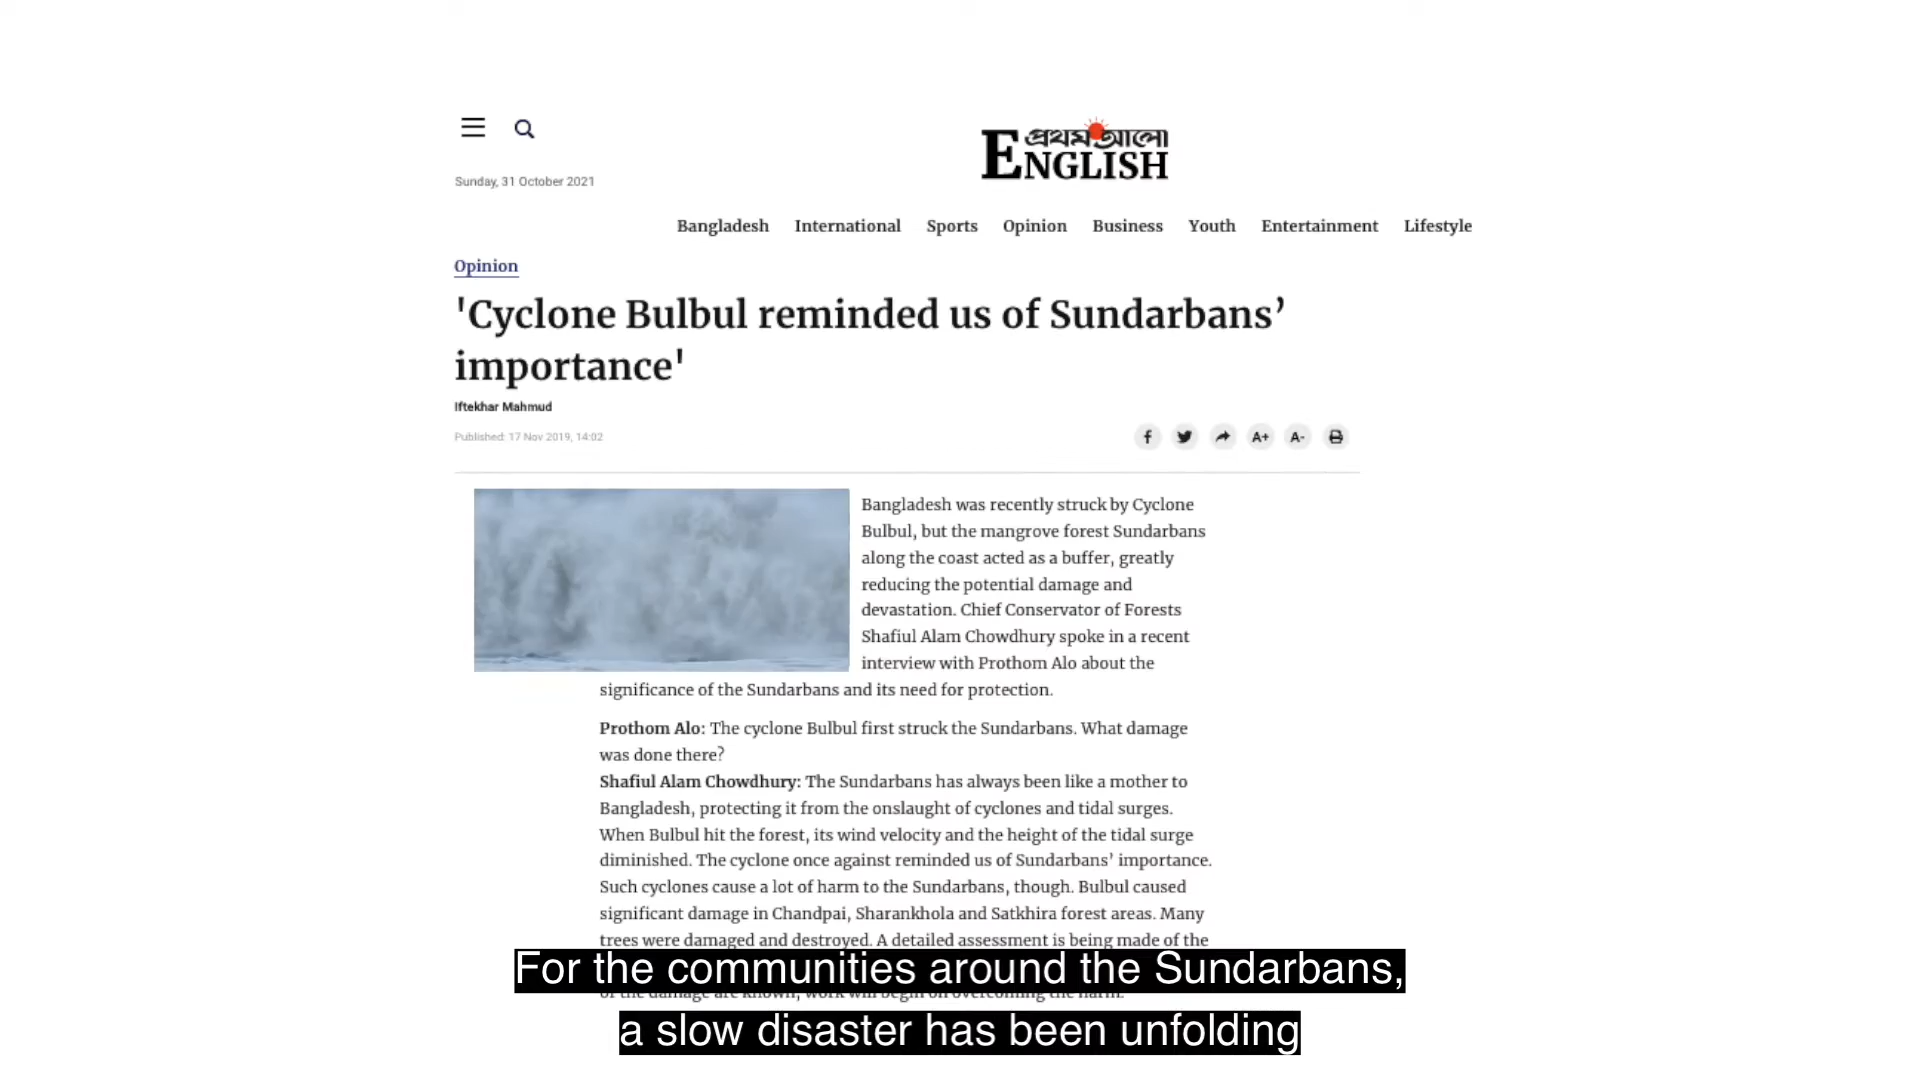 প্রথম আলো
ENGLISH
Sunday, 31 October 2021
Bangladesh International Sports Opinion Business Youth Entertainment Lifestyle
Opinion
'Cyclone Bulbul reminded us of Sundarbans’
importance'
Iftekhar Mahmud
Published: 17 Nov 2019, 14:02
A+ A-
Bangladesh was recently struck by Cyclone
Bulbul, but the mangrove forest Sundarbans
along the coast acted as a buffer, greatly
reducing the potential damage and
devastation. Chief Conservator of Forests
Shafiul Alam Chowdhury spoke in a recent
interview with Prothom Alo about the
significance of the Sundarbans and its need for protection.
Prothom Alo: The cyclone Bulbul first struck the Sundarbans. What damage
was done there?
Shafiul Alam Chowdhury: The Sundarbans has always been like a mother to
Bangladesh, protecting it from the onslaught of cyclones and tidal surges.
When Bulbul hit the forest, its wind velocity and the height of the tidal surge
diminished. The cyclone once against reminded us of Sundarbans’ importance.
Such cyclones cause a lot of harm to the Sundarbans, though. Bulbul caused
significant damage in Chandpai, Sharankhola and Satkhira forest areas. Many
trees were damaged and destroyed. A detailed assessment is being made of the
For the communities around the Sundarbans,
a slow disaster has been unfolding